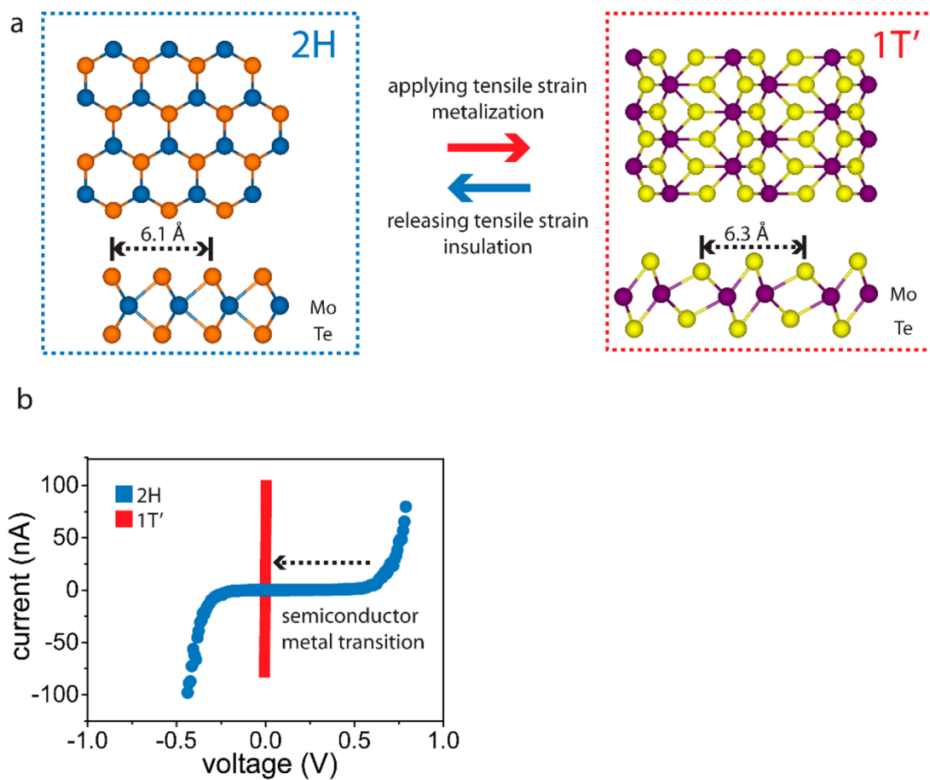 a
2H
applying tensile strain
metalization
releasing tensile strain
insulation
1T’
6.1 Å
Mo
Te
6.3 Å
Mo
Te
b
current (nA)
100
50
0
-50
-100
2H
1T’
semiconductor
metal transition
-1.0
-0.5
0.0
0.5
1.0
voltage (V)